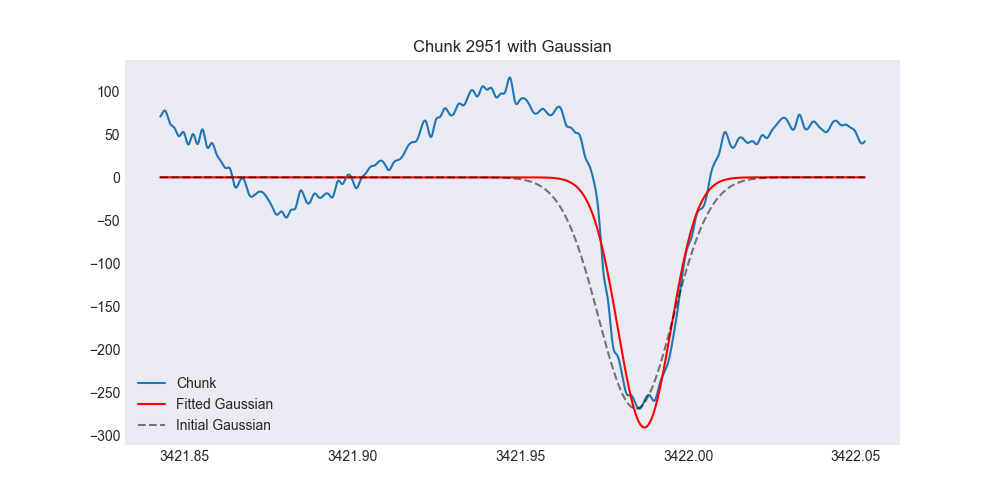 Chunk 2951 with Gaussian
100
50
0
−50
−100
−150
−200
−250
−300
Chunk
Fitted Gaussian
Initial Gaussian
3421.85 3421.90 3421.95 3422.00 3422.05